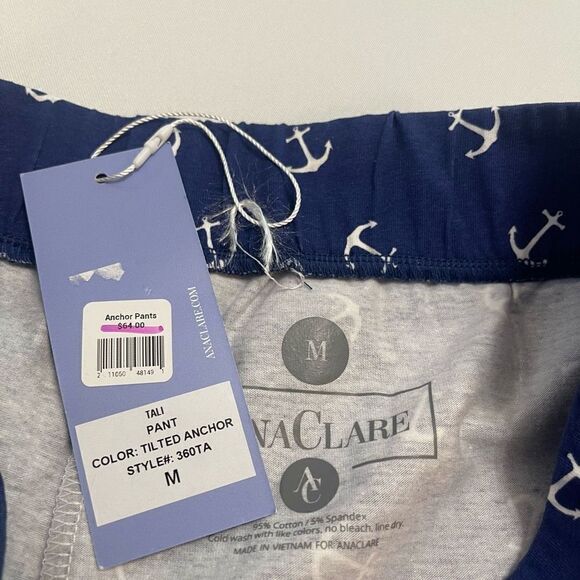 Anchor Pants
$64.00
2 11050 48149 1
ANACLARE.COM
TALI
PANT
COLOR: TILTED ANCHOR
STYLE#: 360TA
M
M
NACLARE
AC
95% Cotton / 5% Spandex
Cold wash with like colors, no bleach, line dry.
MADE IN VIETNAM FOR ANACLARE